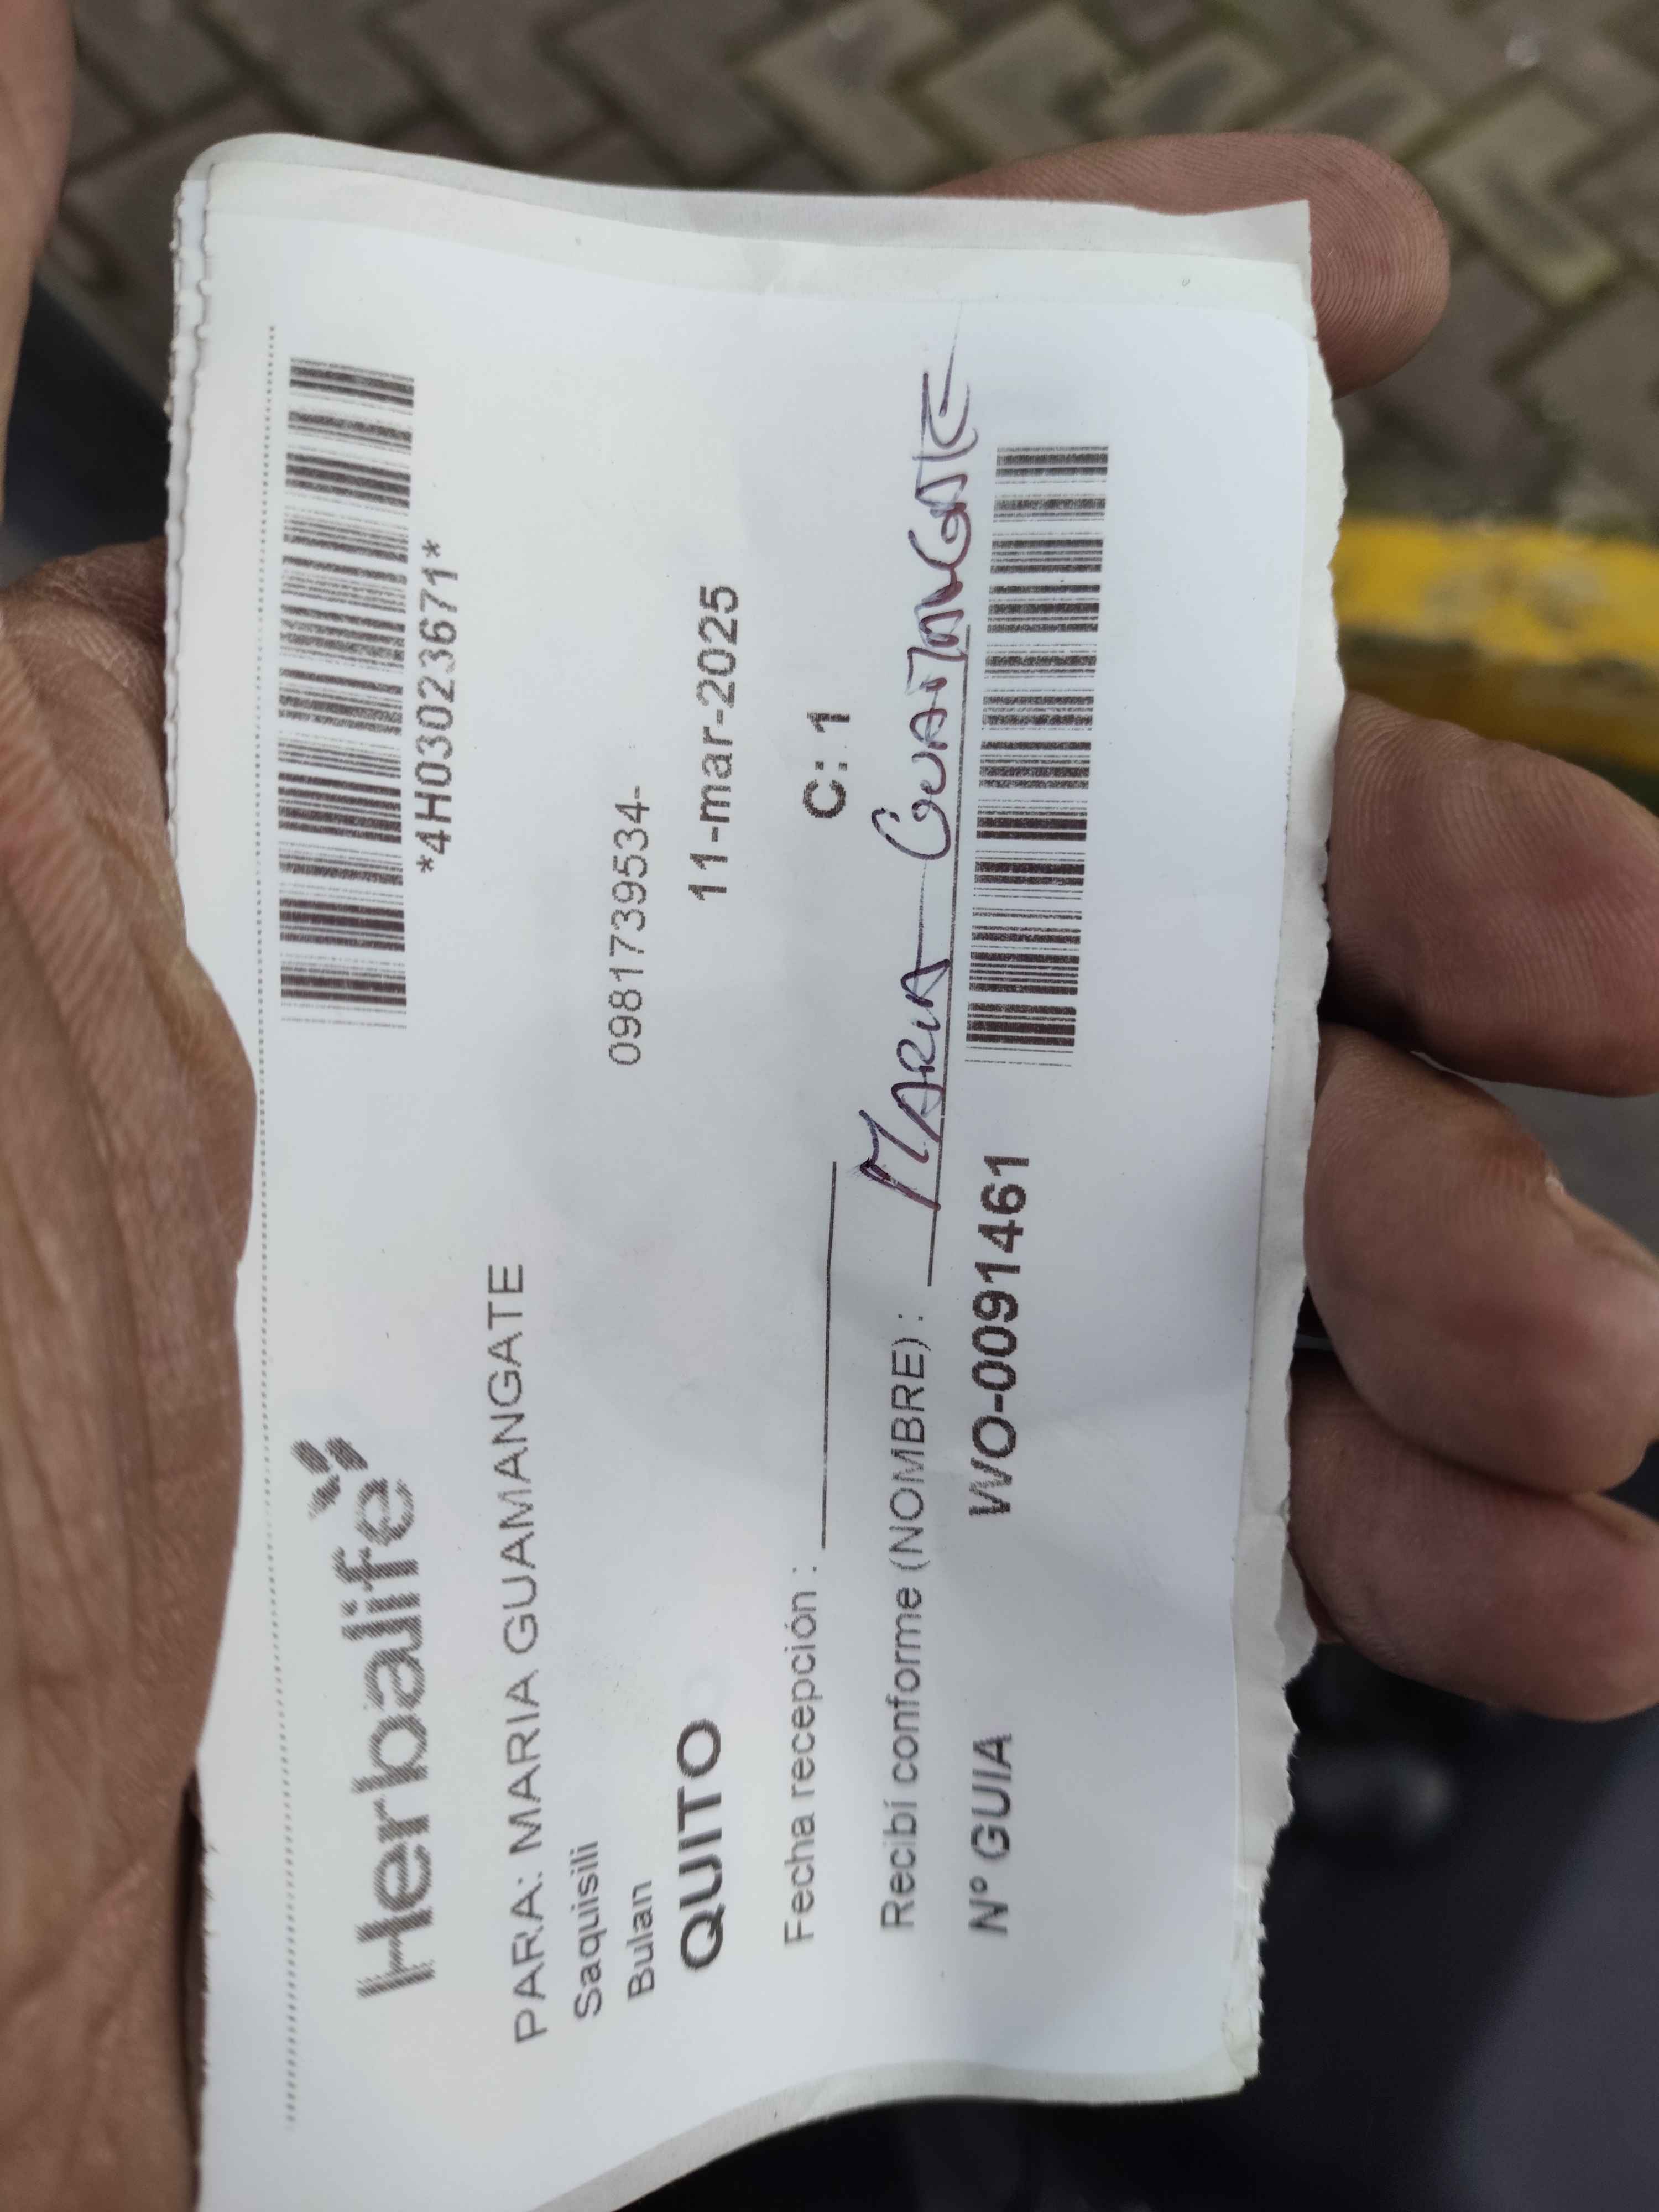 Herbalife
*4H03023671*
PARA: MARIA GUAMANGATE
Saquisili
Bulan
0981739534-
QUITO
11-mar-2025
Fecha recepción : C: 1
Recibí conforme (NOMBRE) : MARIA GUAMANGATE
Nº GUIA WO-0091461